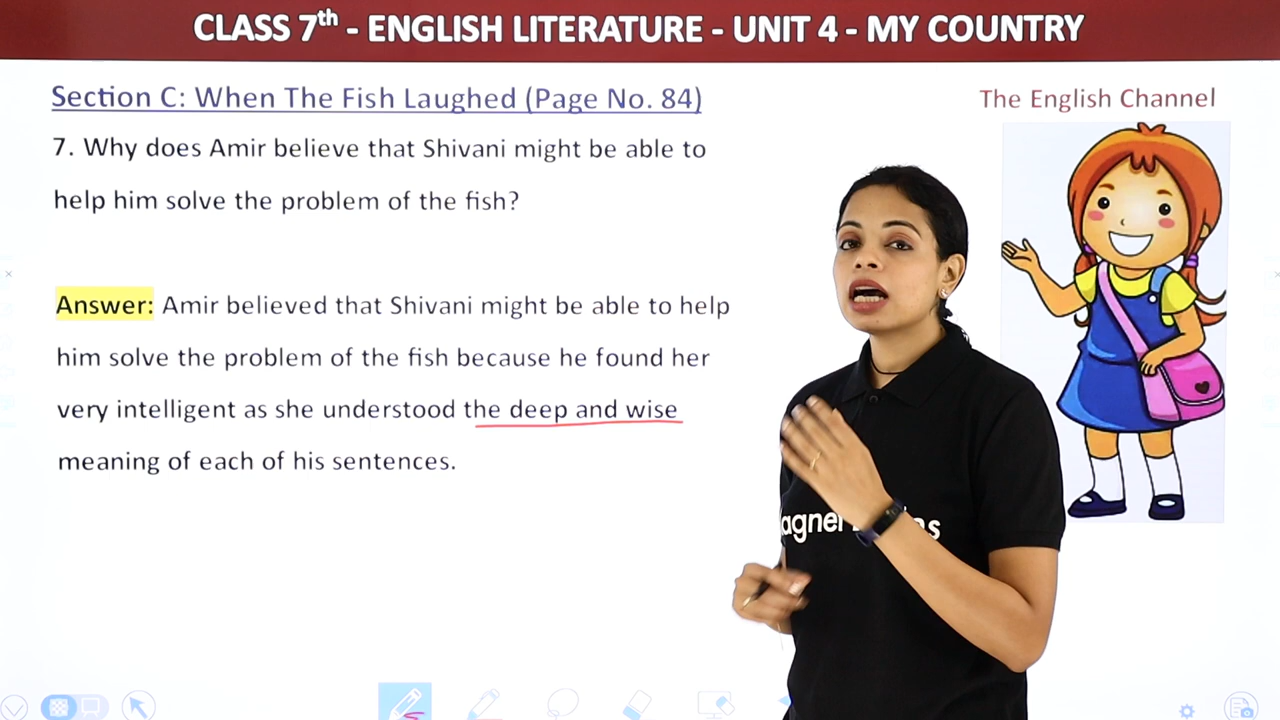 CLASS 7th - ENGLISH LITERATURE - UNIT 4 - MY COUNTRY
Section C: When The Fish Laughed (Page No. 84)
The English Channel
7. Why does Amir believe that Shivani might be able to
help him solve the problem of the fish?
Answer: Amir believed that Shivani might be able to help
him solve the problem of the fish because he found her
very intelligent as she understood the deep and wise
meaning of each of his sentences.